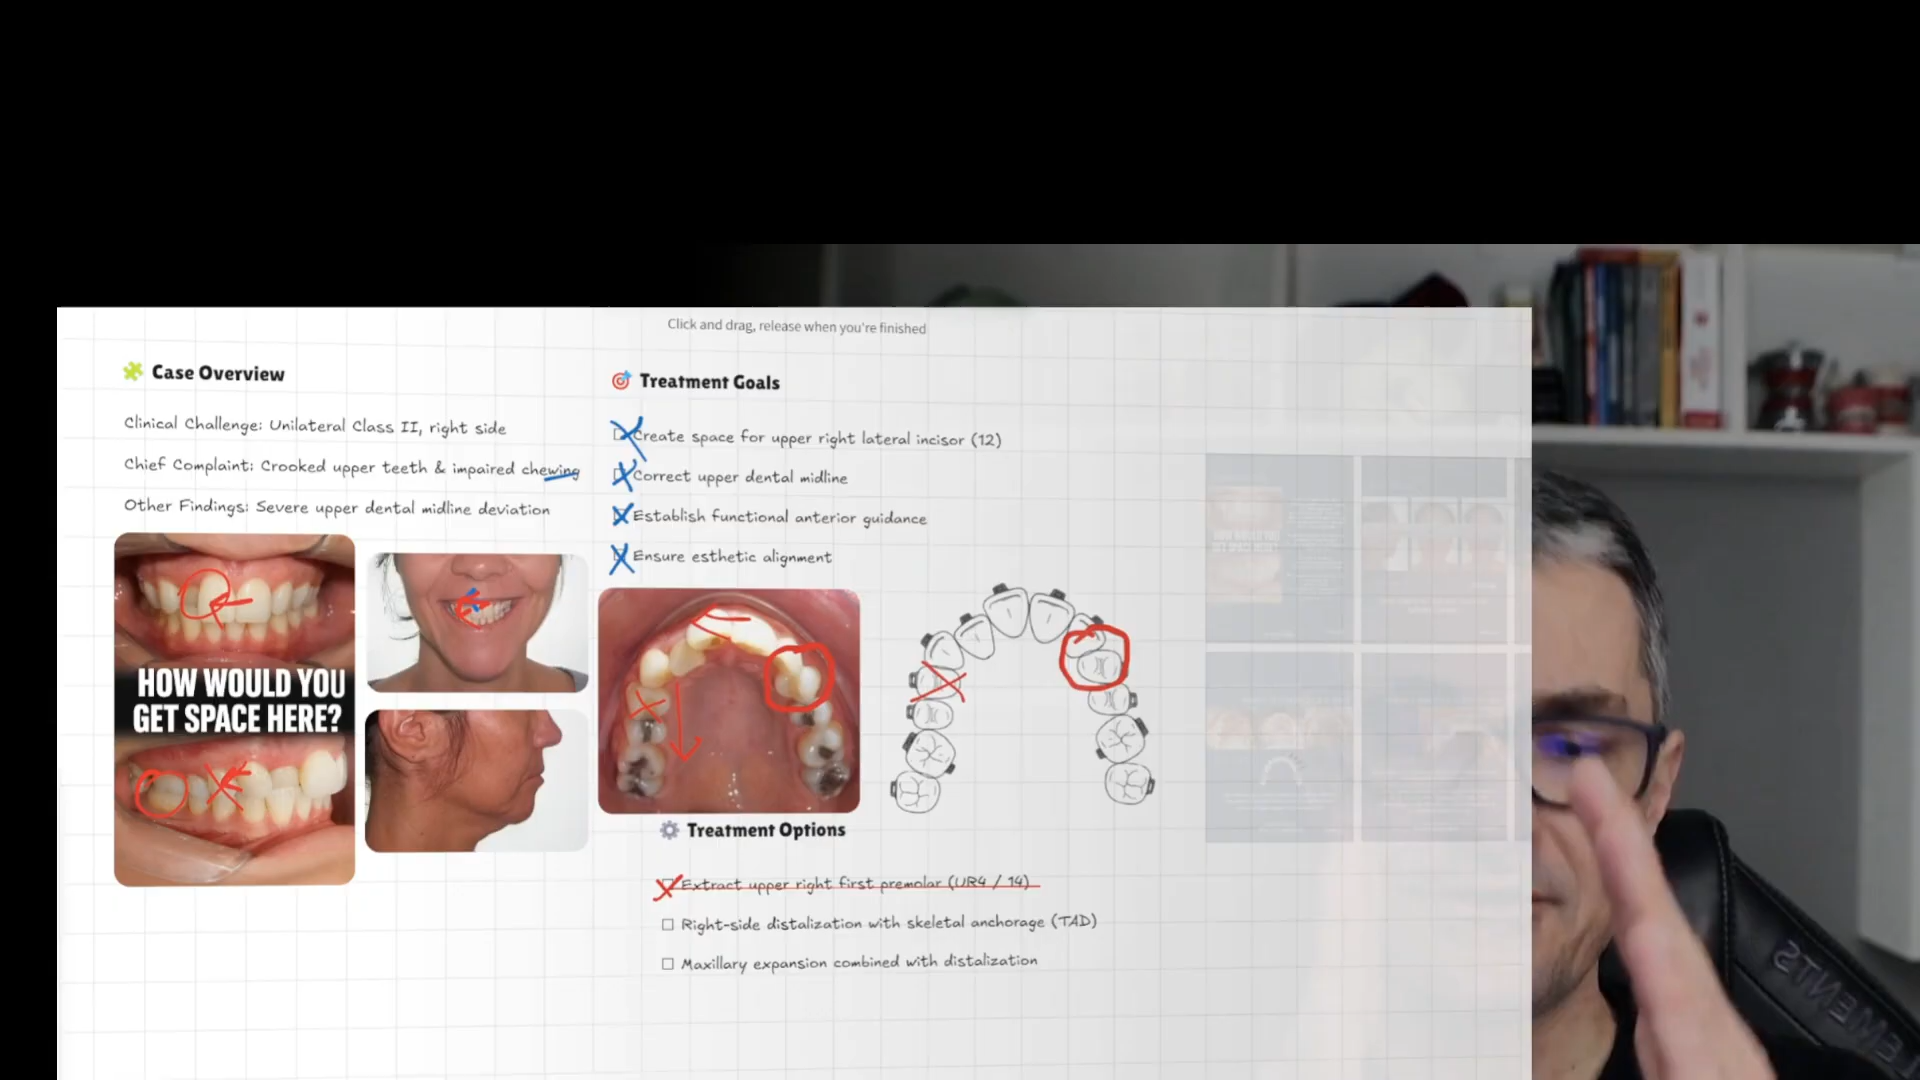 Click and drag, release when you're finished
Case Overview
Clinical Challenge: Unilateral Class II, right side
Chief Complaint: Crooked upper teeth & impaired chewing
Other Findings: Severe upper dental midline deviation
HOW WOULD YOU
GET SPACE HERE?
Treatment Goals
Create space for upper right lateral incisor (12)
Correct upper dental midline
Establish functional anterior guidance
Ensure esthetic alignment
Treatment Options
Extract upper right first premolar (UR4 / 14)
Right-side distalization with skeletal anchorage (TAD)
Maxillary expansion combined with distalization